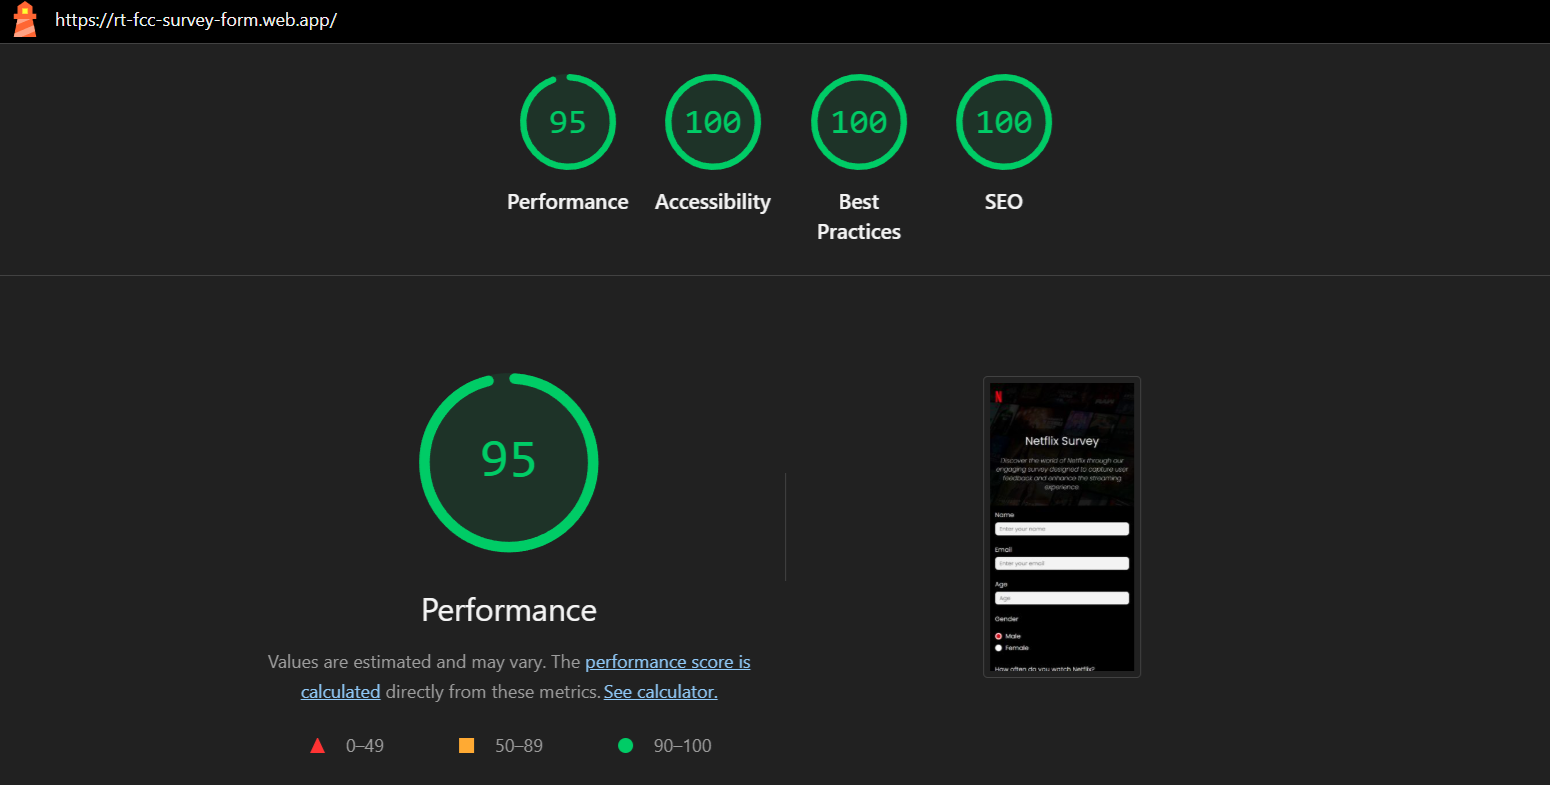 https://rt-fcc-survey-form.web.app/
95
100
100
100
Performance
Accessibility
Best
Practices
SEO
95
Performance
Values are estimated and may vary. The performance score is
calculated directly from these metrics. See calculator.
0–49
50–89
90–100
N
Netflix Survey
Discover the world of Netflix through our
engaging survey designed to capture user
feedback and enhance the streaming
experience.
Name
Enter your name
Email
Enter your email
Age
Age
Gender
Male
Female
How often do you watch Netflix?